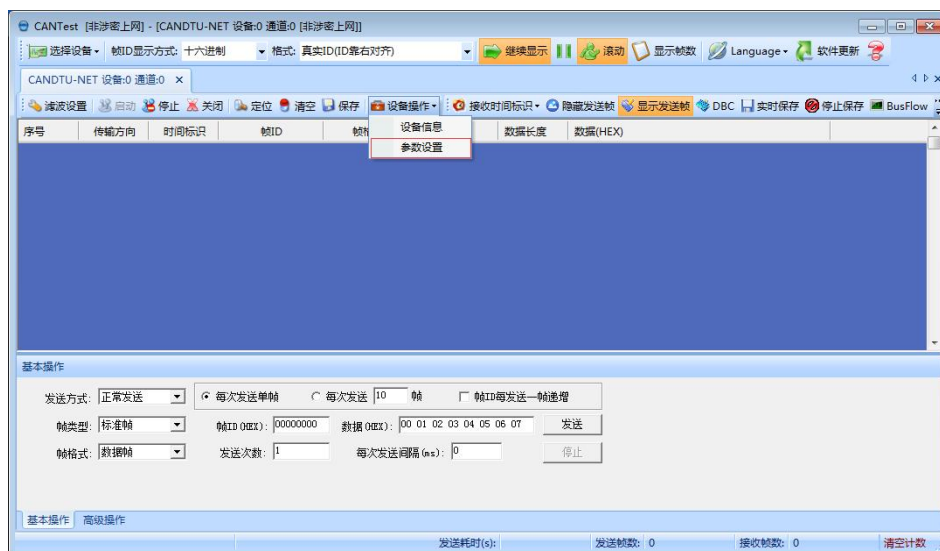 CANTest [非涉密上网] - [CANDTU-NET 设备:0 通道:0 [非涉密上网]]
选择设备 帧ID显示方式: 十六进制 格式: 真实ID(ID靠右对齐) 继续显示 滚动 显示帧数 Language 软件更新
CANDTU-NET 设备:0 通道:0 ×
滤波设置 启动 停止 关闭 定位 清空 保存 设备操作 接收时间标识 隐藏发送帧 显示发送帧 DBC 实时保存 停止保存 BusFlow
序号 传输方向 时间标识 帧ID 数据长度 数据(HEX)
设备信息
参数设置
基本操作
发送方式: 正常发送 每次发送单帧 每次发送 10 帧 帧ID每发送一帧递增
帧类型: 标准帧 帧ID(HEX): 00000000 数据(HEX): 00 01 02 03 04 05 06 07 发送
帧格式: 数据帧 发送次数: 1 每次发送间隔(ms): 0 停止
基本操作 高级操作
发送耗时(s): 发送帧数: 0 接收帧数: 0 清空计数